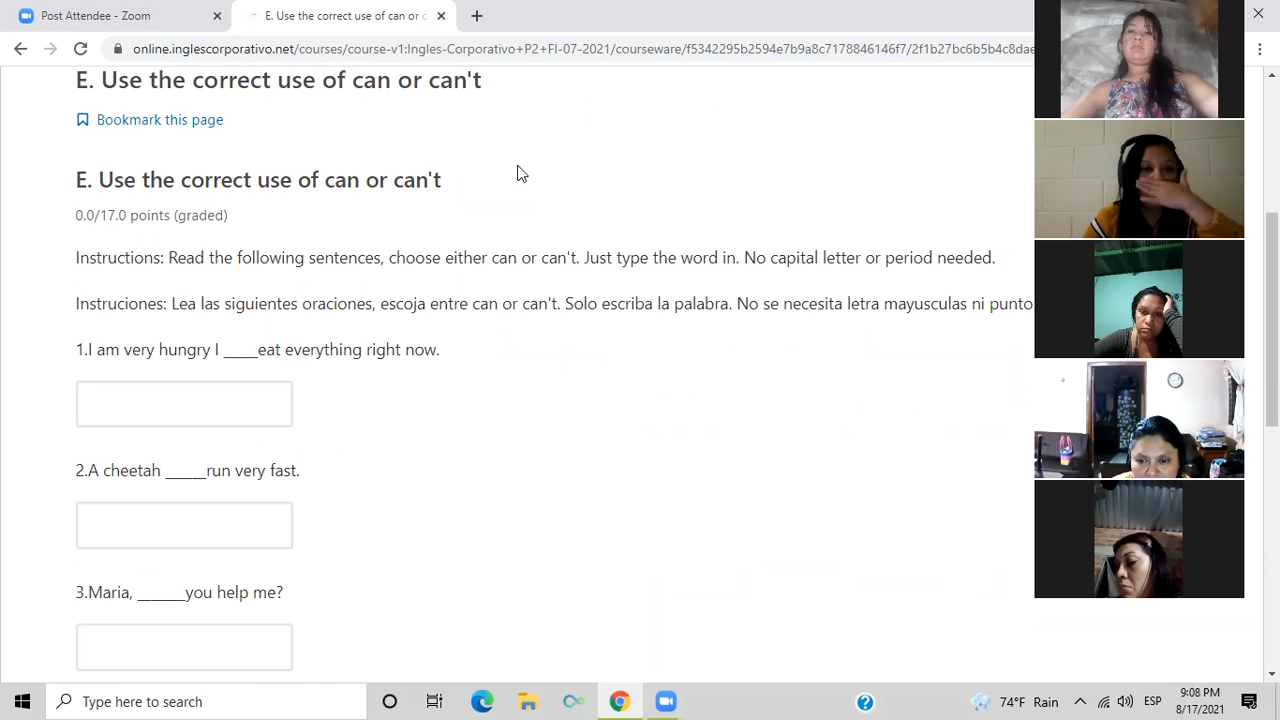 Post Attendee - Zoom
E. Use the correct use of can or c
online.inglescorporativo.net/courses/course-v1:Ingles-Corporativo+P2+FI-07-2021/courseware/f5342295b2594e7b9a8c7178846146f7/2f1b27bc6b5b4c8dae
E. Use the correct use of can or can't
Bookmark this page
E. Use the correct use of can or can't
0.0/17.0 points (graded)
Instructions: Read the following sentences, choose either can or can't. Just type the word in. No capital letter or period needed.
Instruciones: Lea las siguientes oraciones, escoja entre can or can't. Solo escriba la palabra. No se necesita letra mayusculas ni punto
1.I am very hungry I _____eat everything right now.
2.A cheetah ______run very fast.
3.Maria, _______you help me?
Type here to search
74°F Rain
ESP
9:08 PM
8/17/2021